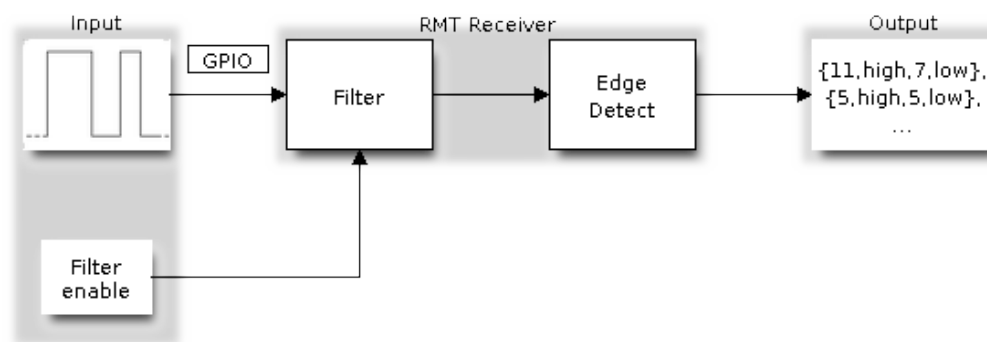 Input
RMT Receiver
Output
GPIO
Filter
Edge
Detect
{11,high,7,low},
{5,high,5,low},
...
Filter
enable